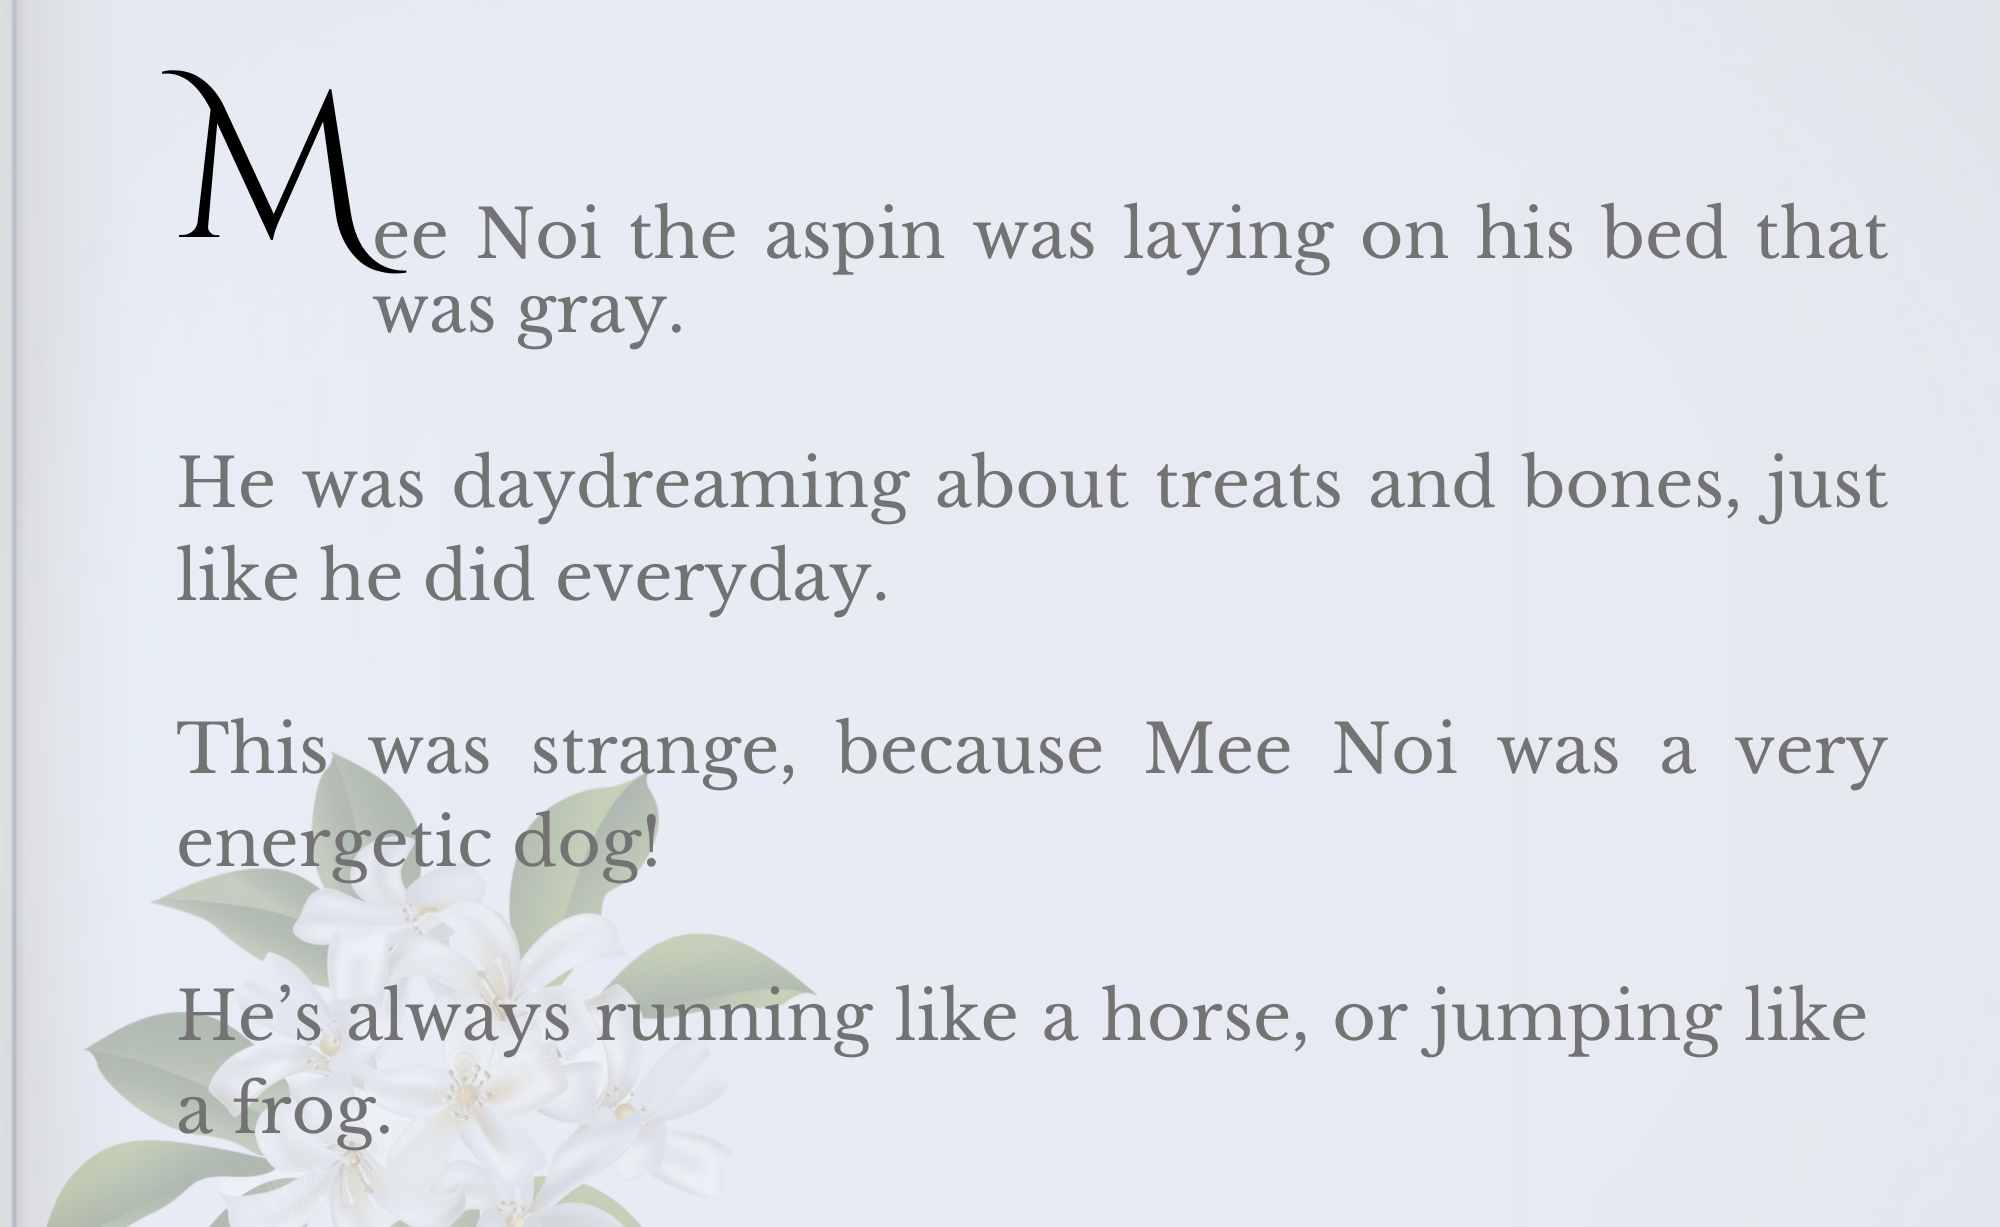 Mee Noi the aspin was laying on his bed that
was gray.
He was daydreaming about treats and bones, just
like he did everyday.
This was strange, because Mee Noi was a very
energetic dog!
He’s always running like a horse, or jumping like
a frog.